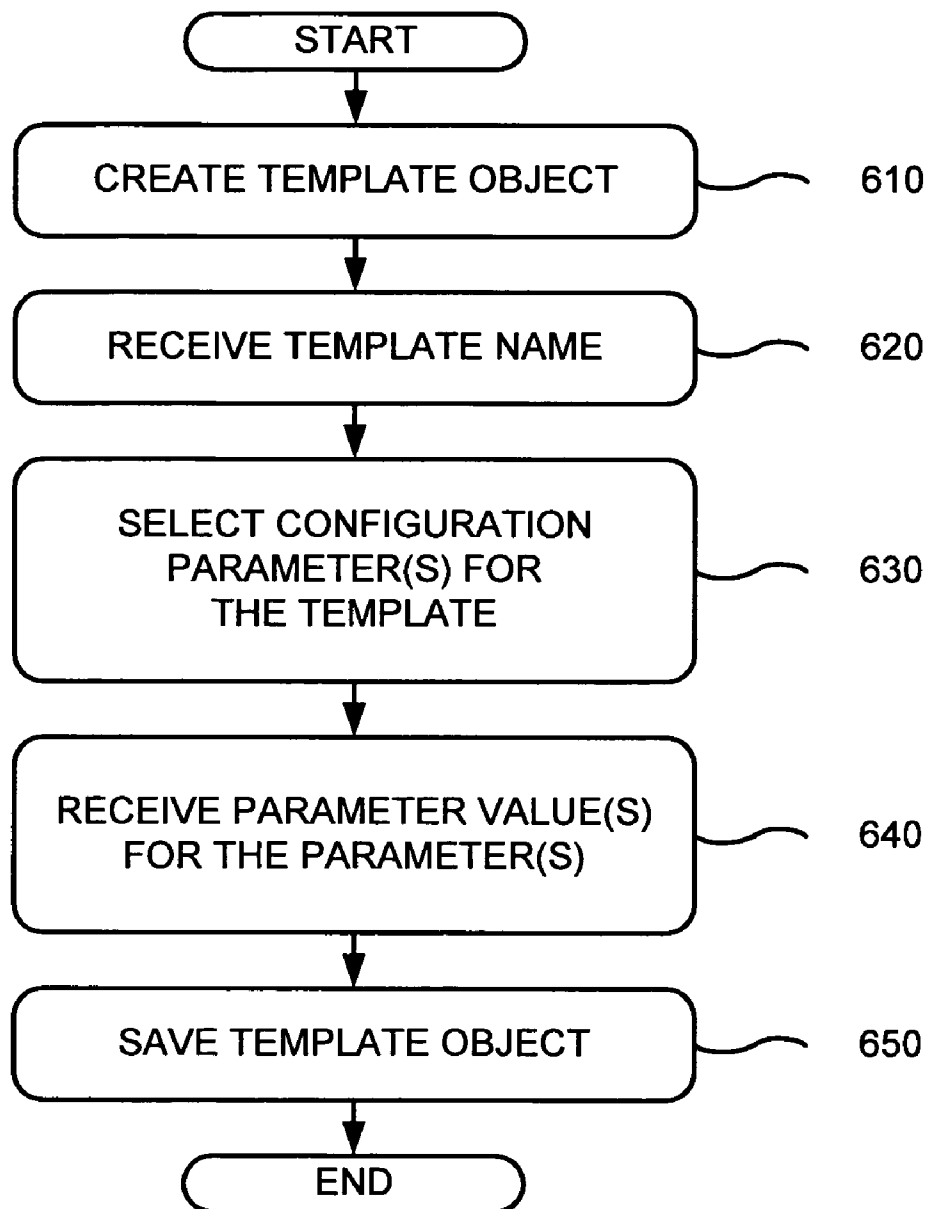 START
CREATE TEMPLATE OBJECT
610
RECEIVE TEMPLATE NAME
620
SELECT CONFIGURATION
PARAMETER(S) FOR
THE TEMPLATE
630
RECEIVE PARAMETER VALUE(S)
FOR THE PARAMETER(S)
640
SAVE TEMPLATE OBJECT
650
END